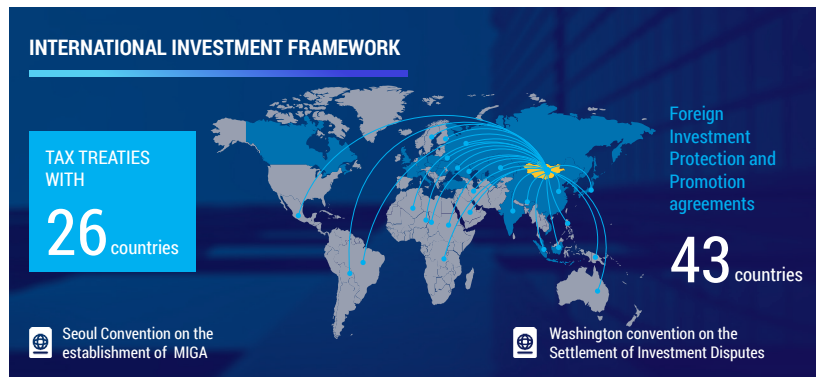 INTERNATIONAL INVESTMENT FRAMEWORK
TAX TREATIES
WITH
26 countries
Foreign
Investment
Protection and
Promotion
agreements
43 countries
Seoul Convention on the
establishment of MIGA
Washington convention on the
Settlement of Investment Disputes